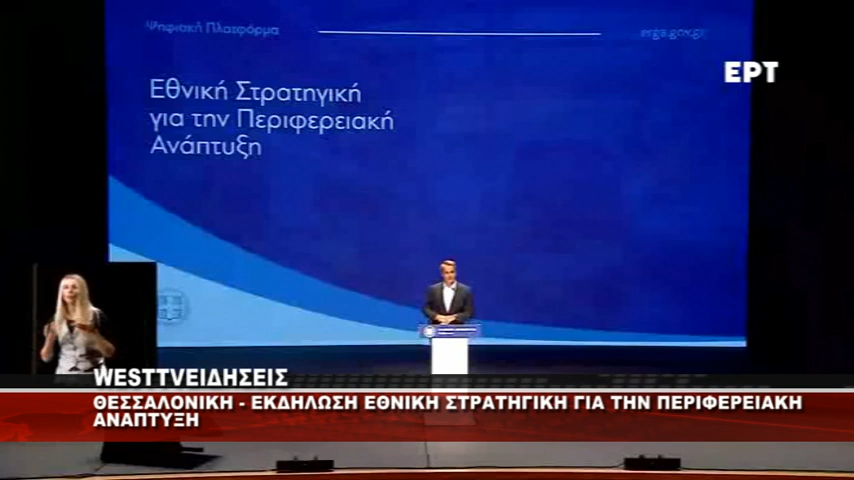 Ψηφιακή Πλατφόρμα
erga.gov.gr
ΕΡΤ
Εθνική Στρατηγική
για την Περιφερειακή
Ανάπτυξη
WESTTVΕΙΔΗΣΕΙΣ
ΘΕΣΣΑΛΟΝΙΚΗ - ΕΚΔΗΛΩΣΗ ΕΘΝΙΚΗ ΣΤΡΑΤΗΓΙΚΗ ΓΙΑ ΤΗΝ ΠΕΡΙΦΕΡΕΙΑΚΗ
ΑΝΑΠΤΥΞΗ